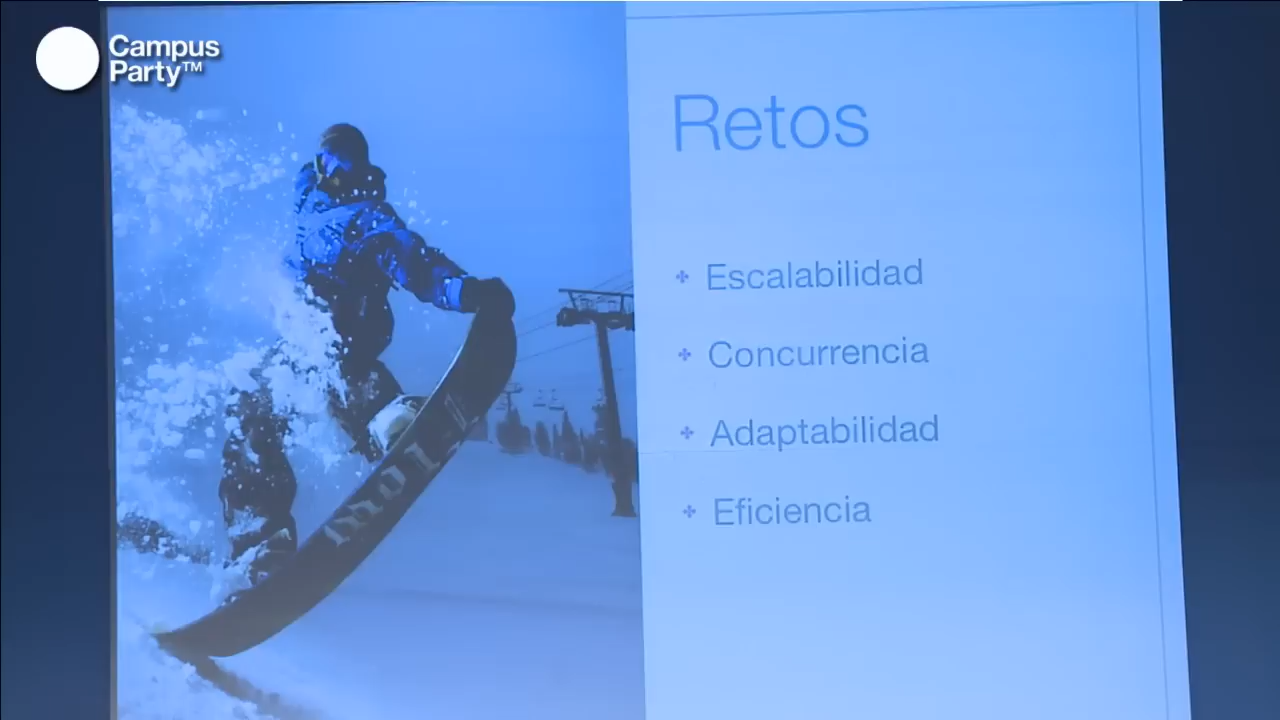 Campus
Party™
Retos
Escalabilidad
Concurrencia
Adaptabilidad
Eficiencia